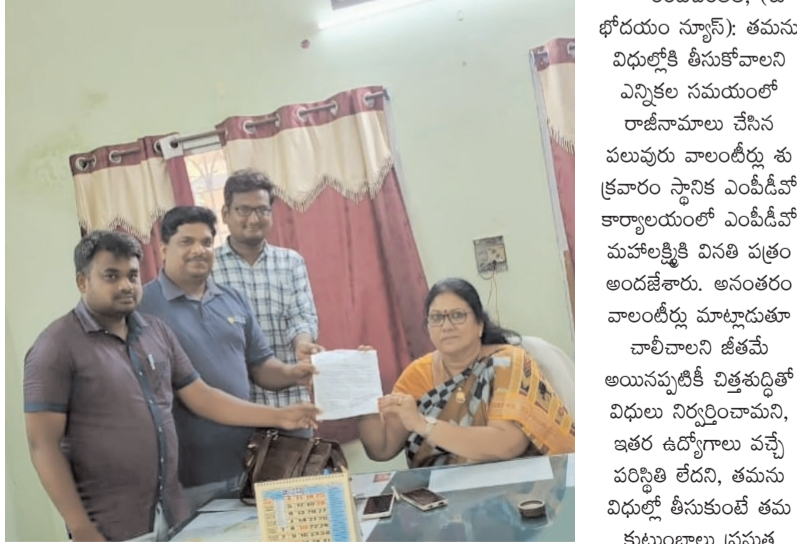 భోదయం న్యూస్): తమను
విధుల్లోకి తీసుకోవాలని
ఎన్నికల సమయంలో
రాజీనామాలు చేసిన
పలువురు వాలంటీర్లు శు
క్రవారం స్థానిక ఎంపీడీవో
కార్యాలయంలో ఎంపీడీవో
మహాలక్ష్మికి వినతి పత్రం
అందజేశారు. అనంతరం
వాలంటీర్లు మాట్లాడుతూ
చాలీచాలని జీతమే
అయినప్పటికీ చిత్తశుద్ధితో
విధులు నిర్వర్తించామని,
ఇతర ఉద్యోగాలు వచ్చే
పరిస్థితి లేదని, తమను
విధుల్లో తీసుకుంటే తమ
కుటుంబాలు ప్రస్తుత